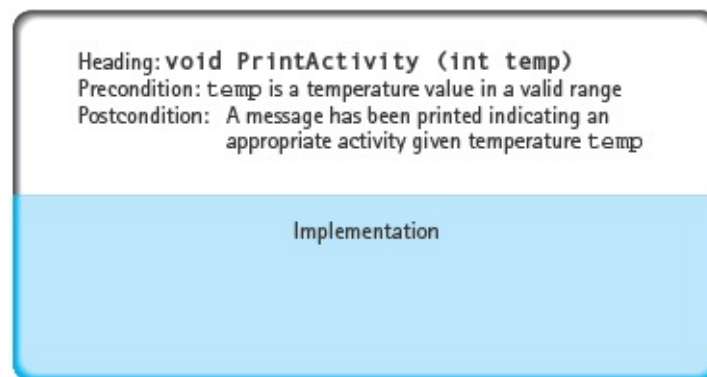 Heading: void PrintActivity (int temp)
Precondition: temp is a temperature value in a valid range
Postcondition: A message has been printed indicating an
appropriate activity given temperature temp
Implementation